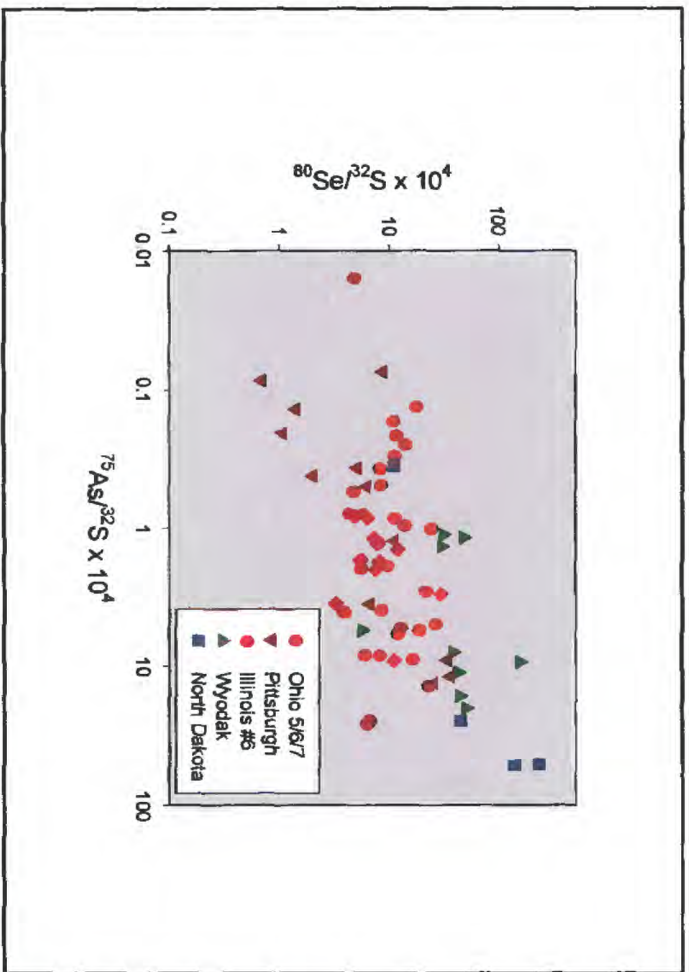 ⁸⁰Se/³²S x 10⁴
100
10
1
0.1
0.01
0.1
1
10
100
⁷⁵As/³²S x 10⁴
Ohio 5/6/7
Pittsburgh
Illinois #6
Wyodak
North Dakota